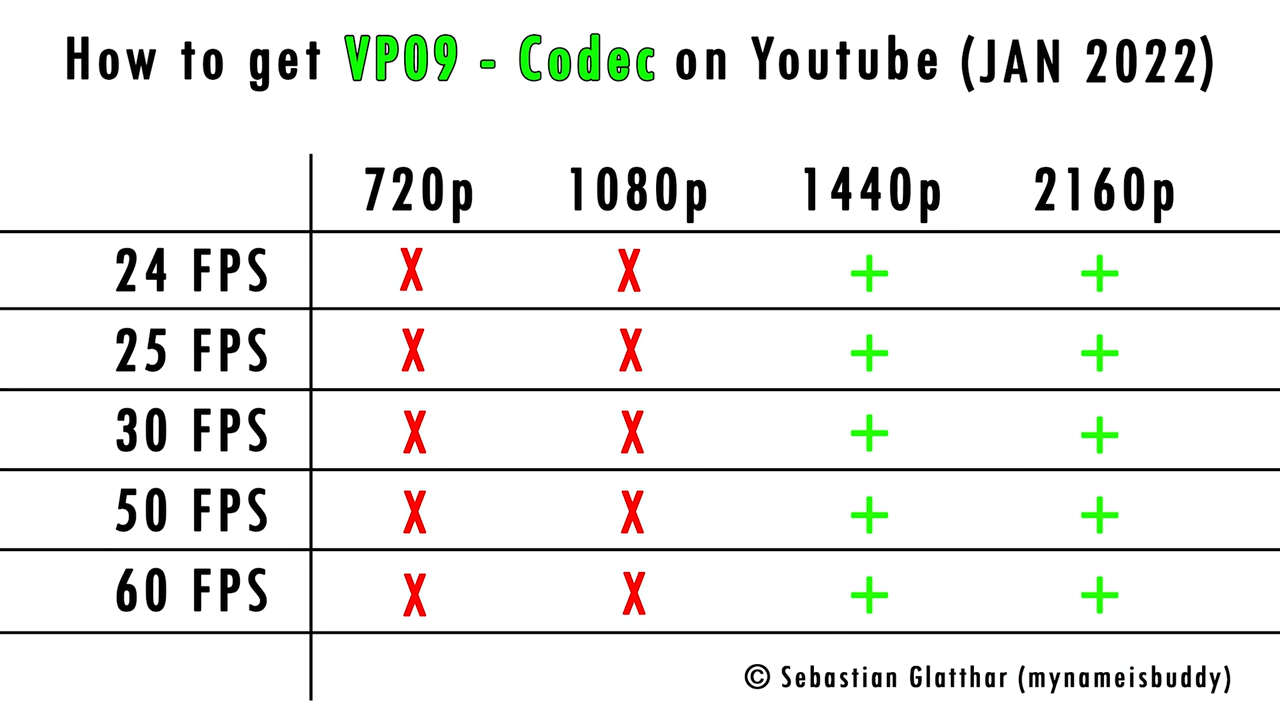 How to get VP09 - Codec on Youtube (JAN 2022)
720p 1080p 1440p 2160p
24 FPS X X + +
25 FPS X X + +
30 FPS X X + +
50 FPS X X + +
60 FPS X X + +
© Sebastian Glatthar (mynameisbuddy)